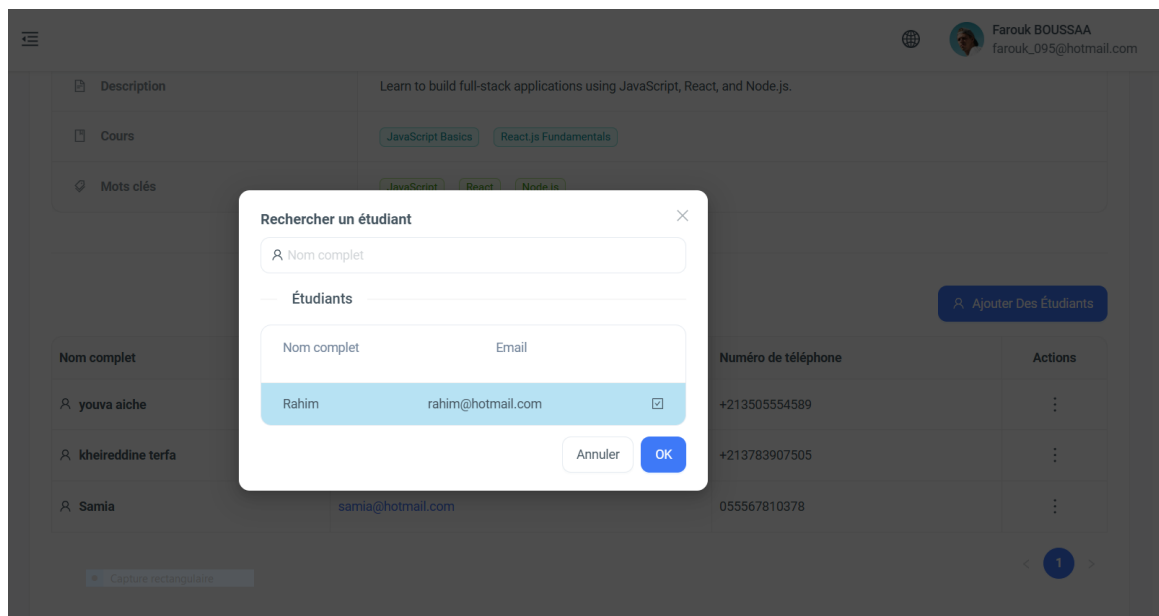 Farouk BOUSSAA
farouk_095@hotmail.com
Description
Learn to build full-stack applications using JavaScript, React, and Node.js.
Cours
JavaScript Basics React.js Fundamentals
Mots clés
JavaScript React Node.js
Rechercher un étudiant
Nom complet
Étudiants
Ajouter Des Étudiants
Nom complet Email
Nom complet Numéro de téléphone Actions
Rahim rahim@hotmail.com
youva aiche +213505554589
Annuler OK
kheireddine terfa +213783907505
Samia samia@hotmail.com 055567810378
1
Capture rectangulaire